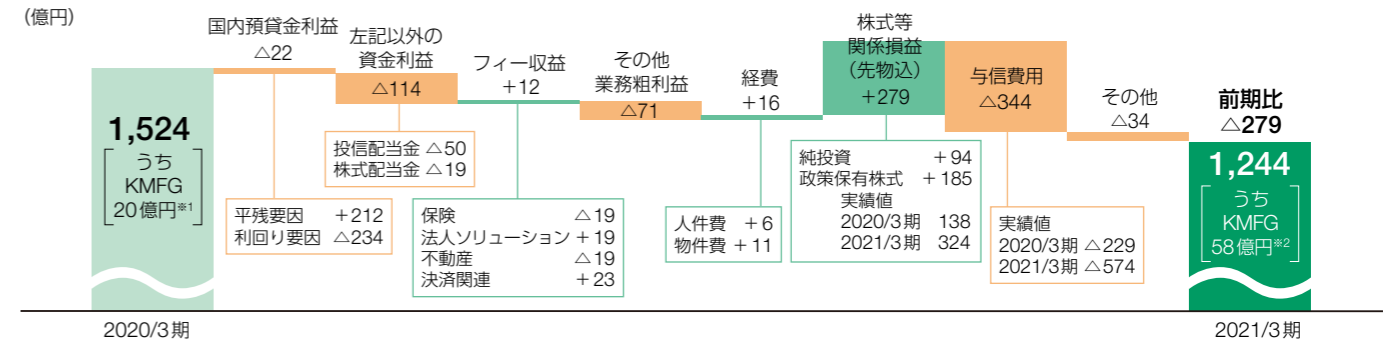 （億円）
1,524
うち
KMFG
20億円※1
2020/3期
国内預貸金利益
△22
平残要因 +212
利回り要因 △234
左記以外の
資金利益
△114
投信配当金 △50
株式配当金 △19
フィー収益
+12
保険 △19
法人ソリューション +19
不動産 △19
決済関連 +23
その他
業務粗利益
△71
経費
+16
人件費 +6
物件費 +11
株式等
関係損益
（先物込）
+279
純投資 +94
政策保有株式 +185
実績値
2020/3期 138
2021/3期 324
与信費用
△344
実績値
2020/3期 △229
2021/3期 △574
その他
△34
前期比
△279
1,244
うち
KMFG
58億円※2
2021/3期